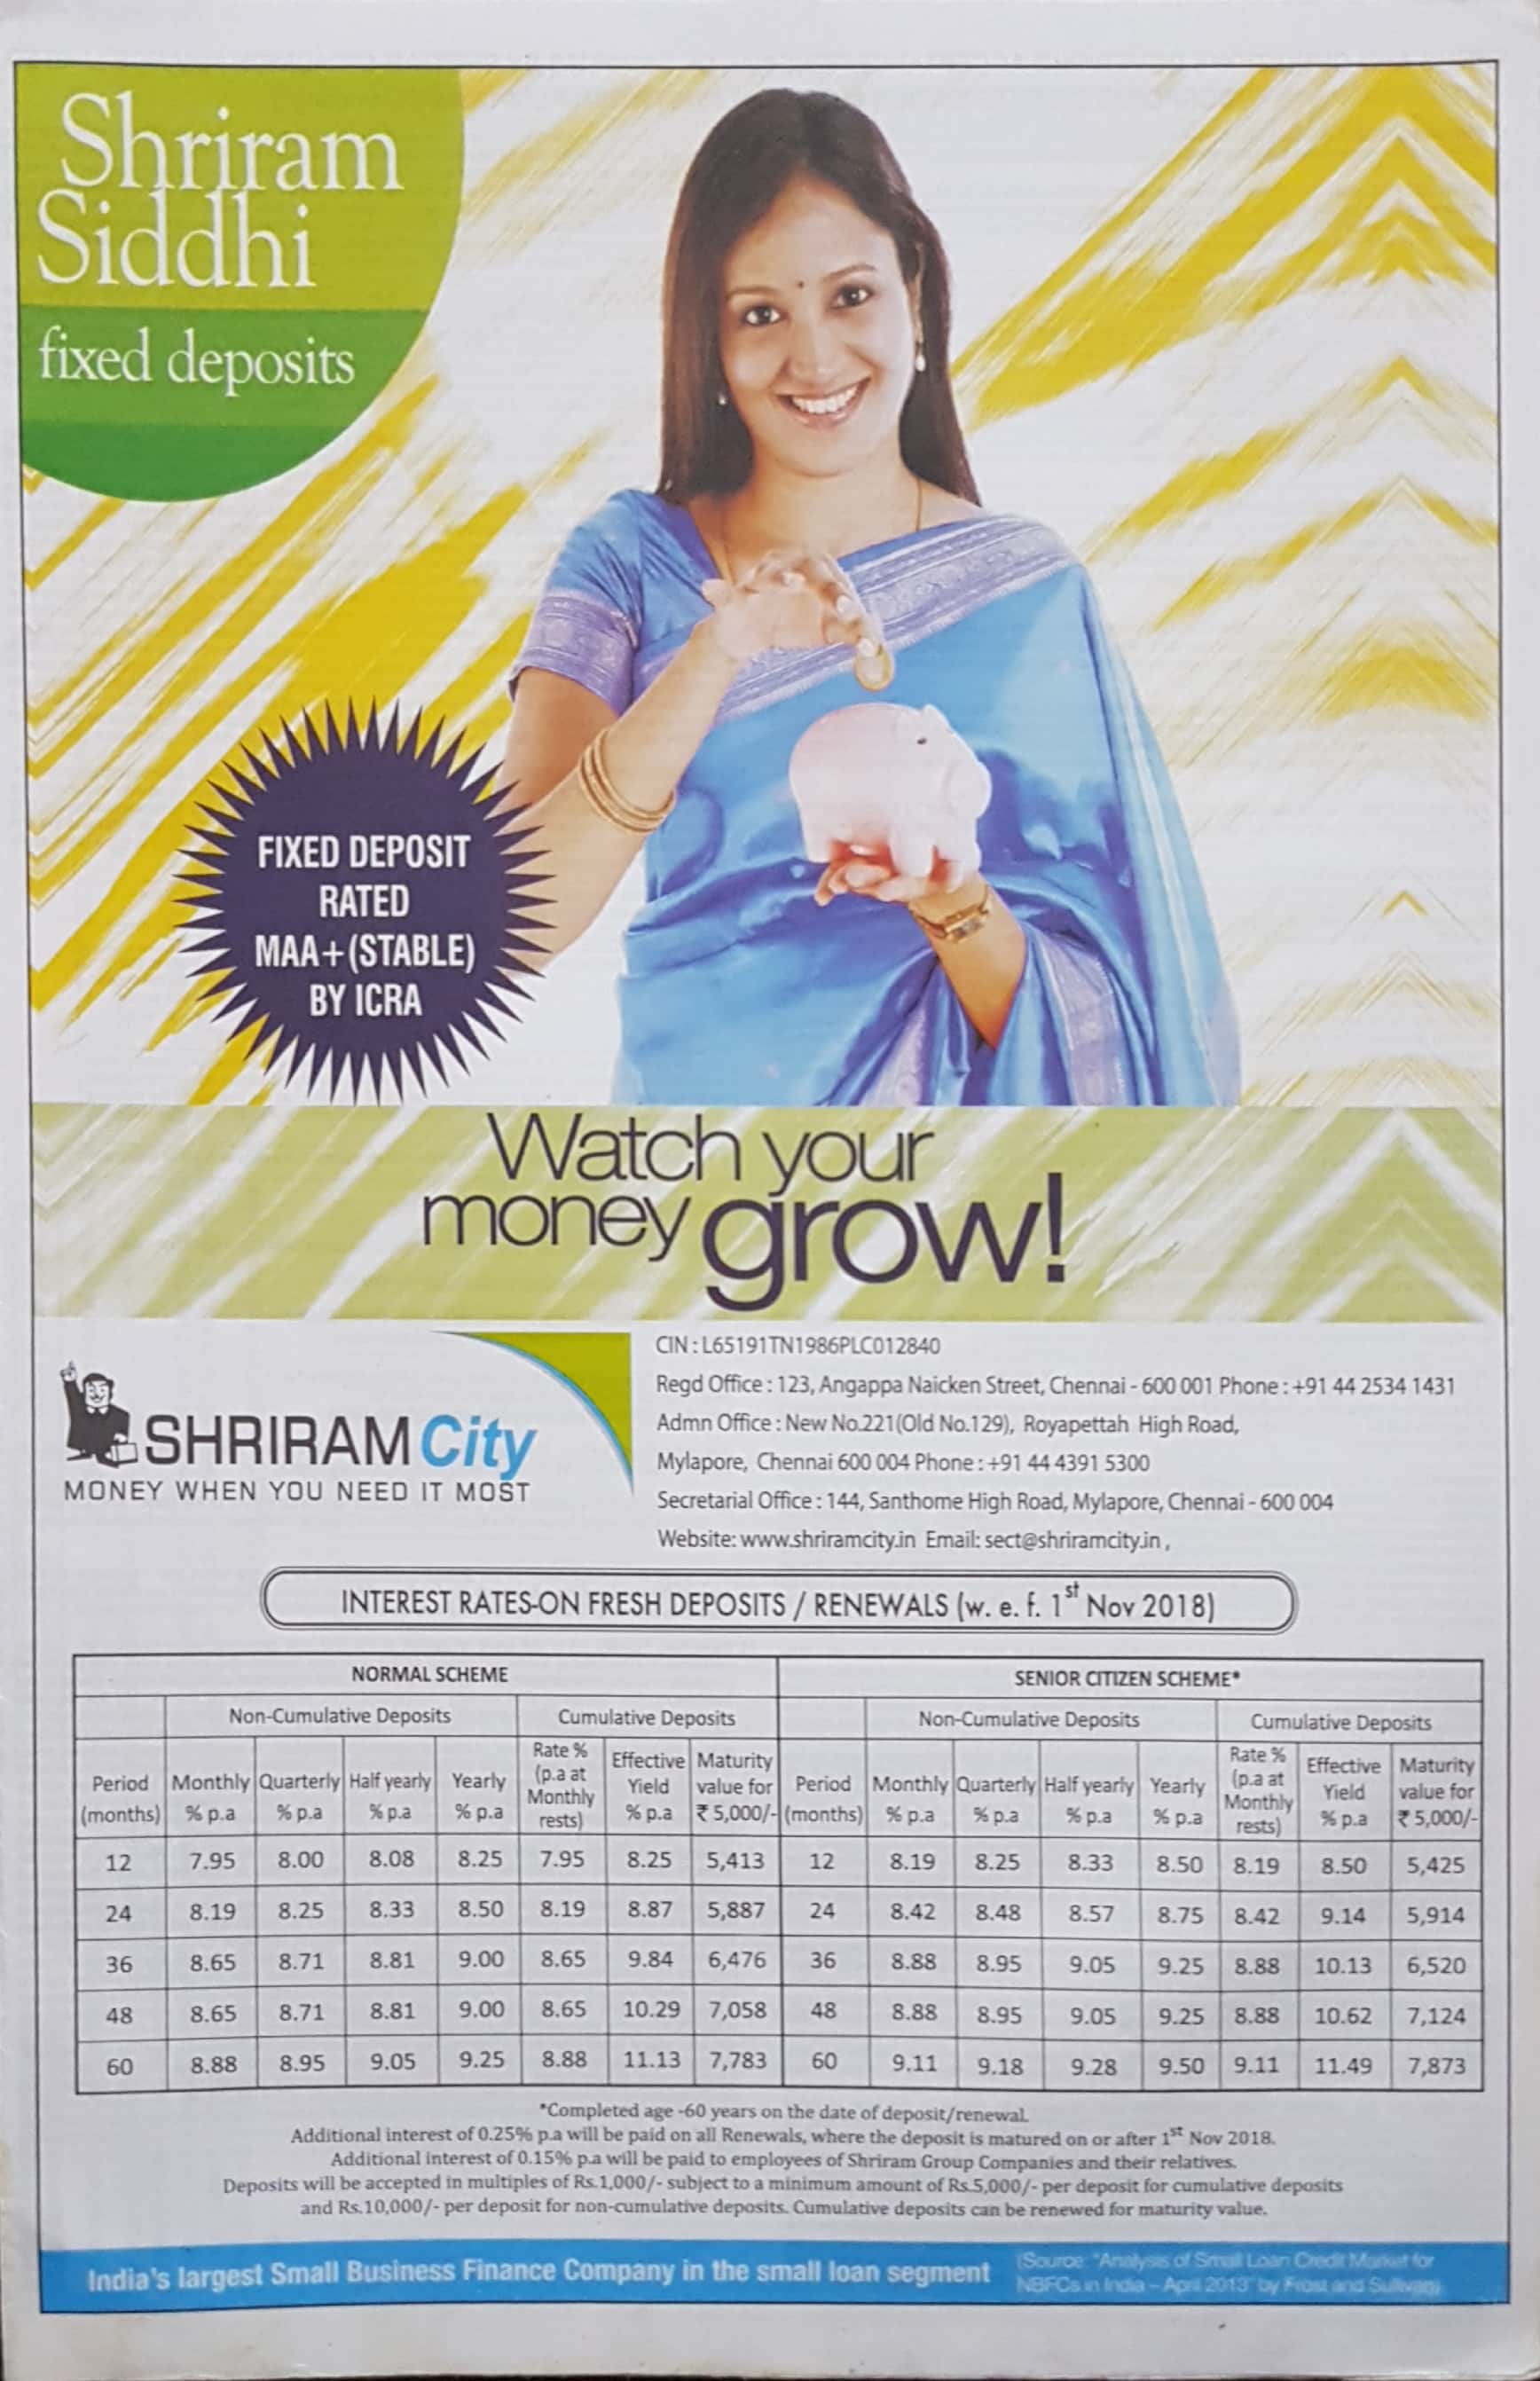 Shriram
Siddhi
fixed deposits
FIXED DEPOSIT
RATED
MAA+(STABLE)
BY ICRA
Watch your
money grow!
SHRIRAM City
MONEY WHEN YOU NEED IT MOST
CIN : L65191TN1986PLC012840
Regd Office : 123, Angappa Naicken Street, Chennai - 600 001 Phone : +91 44 2534 1431
Admn Office : New No.221(Old No.129), Royapettah High Road,
Mylapore, Chennai 600 004 Phone : +91 44 4391 5300
Secretarial Office : 144, Santhome High Road, Mylapore, Chennai - 600 004
Website: www.shriramcity.in Email: sect@shriramcity.in ,
INTEREST RATES-ON FRESH DEPOSITS / RENEWALS (w. e. f. 1st Nov 2018)
NORMAL SCHEME SENIOR CITIZEN SCHEME*
Non-Cumulative Deposits Cumulative Deposits Non-Cumulative Deposits Cumulative Deposits
Period (months) Monthly % p.a Quarterly % p.a Half yearly % p.a Yearly % p.a Rate % (p.a at Monthly rests) Effective Yield % p.a Maturity value for ₹ 5,000/- Period (months) Monthly % p.a Quarterly % p.a Half yearly % p.a Yearly % p.a Rate % (p.a at Monthly rests) Effective Yield % p.a Maturity value for ₹ 5,000/-
12 7.95 8.00 8.08 8.25 7.95 8.25 5,413 12 8.19 8.25 8.33 8.50 8.19 8.50 5,425
24 8.19 8.25 8.33 8.50 8.19 8.87 5,887 24 8.42 8.48 8.57 8.75 8.42 9.14 5,914
36 8.65 8.71 8.81 9.00 8.65 9.84 6,476 36 8.88 8.95 9.05 9.25 8.88 10.13 6,520
48 8.65 8.71 8.81 9.00 8.65 10.29 7,058 48 8.88 8.95 9.05 9.25 8.88 10.62 7,124
60 8.88 8.95 9.05 9.25 8.88 11.13 7,783 60 9.11 9.18 9.28 9.50 9.11 11.49 7,873
*Completed age -60 years on the date of deposit/renewal.
Additional interest of 0.25% p.a will be paid on all Renewals, where the deposit is matured on or after 1st Nov 2018.
Additional interest of 0.15% p.a will be paid to employees of Shriram Group Companies and their relatives.
Deposits will be accepted in multiples of Rs.1,000/- subject to a minimum amount of Rs.5,000/- per deposit for cumulative deposits
and Rs.10,000/- per deposit for non-cumulative deposits. Cumulative deposits can be renewed for maturity value.
India's largest Small Business Finance Company in the small loan segment
(Source: "Analysis of Small Loan Credit Market for
NBFCs in India – April 2013" by Frost and Sullivan)